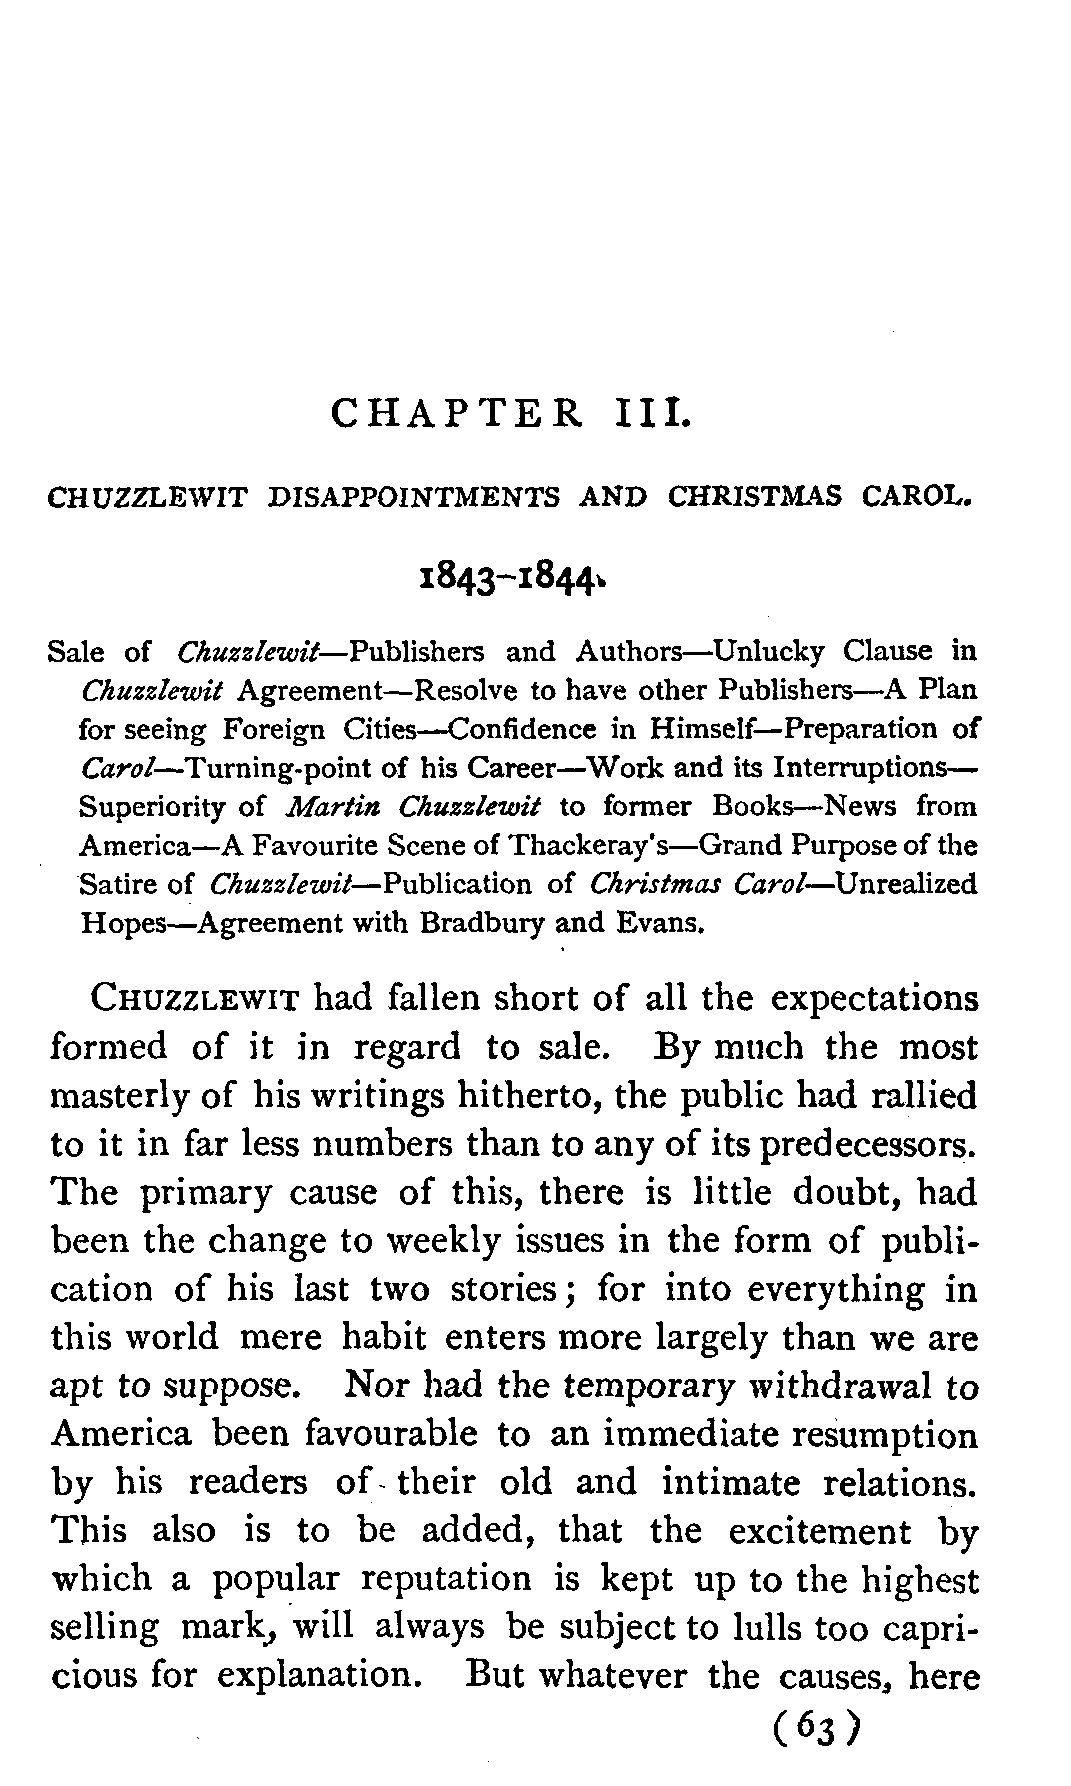 CHAPTER III.
CHUZZLEWIT DISAPPOINTMENTS AND CHRISTMAS CAROL.
1843–1844.
Sale of Chuzzlewit—Publishers and Authors—Unlucky Clause in
Chuzzlewit Agreement—Resolve to have other Publishers—A Plan
for seeing Foreign Cities—Confidence in Himself—Preparation of
Carol—Turning-point of his Career—Work and its Interruptions—
Superiority of Martin Chuzzlewit to former Books—News from
America—A Favourite Scene of Thackeray's—Grand Purpose of the
Satire of Chuzzlewit—Publication of Christmas Carol—Unrealized
Hopes—Agreement with Bradbury and Evans.
CHUZZLEWIT had fallen short of all the expectations
formed of it in regard to sale. By much the most
masterly of his writings hitherto, the public had rallied
to it in far less numbers than to any of its predecessors.
The primary cause of this, there is little doubt, had
been the change to weekly issues in the form of publi-
cation of his last two stories; for into everything in
this world mere habit enters more largely than we are
apt to suppose. Nor had the temporary withdrawal to
America been favourable to an immediate resumption
by his readers of their old and intimate relations.
This also is to be added, that the excitement by
which a popular reputation is kept up to the highest
selling mark, will always be subject to lulls too capri-
cious for explanation. But whatever the causes, here
(63)